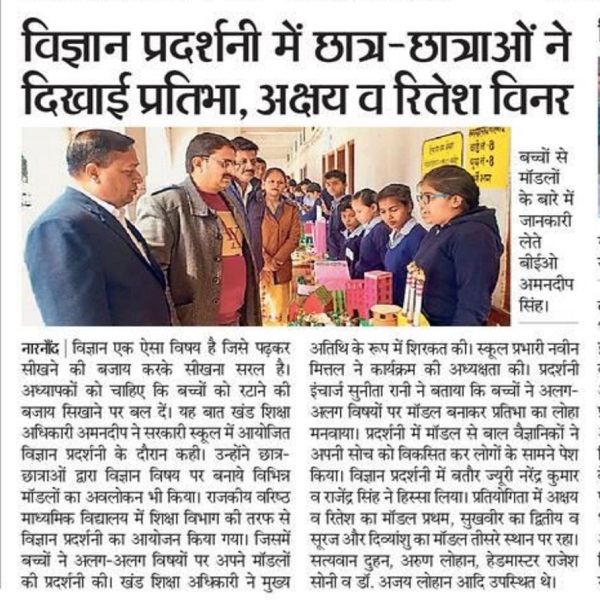 विज्ञान प्रदर्शनी में छात्र-छात्राओं ने
दिखाई प्रतिभा, अक्षय व रितेश विनर
बच्चों से
मॉडलों
के बारे में
जानकारी
लेते
बीईओ
अमनदीप
सिंह।
नारनौंद | विज्ञान एक ऐसा विषय है जिसे पढ़कर
सीखने की बजाय करके सीखना सरल है।
अध्यापकों को चाहिए कि बच्चों को रटाने की
बजाय सिखाने पर बल दें। यह बात खंड शिक्षा
अधिकारी अमनदीप ने सरकारी स्कूल में आयोजित
विज्ञान प्रदर्शनी के दौरान कही। उन्होंने छात्र-
छात्राओं द्वारा विज्ञान विषय पर बनाये विभिन्न
मॉडलों का अवलोकन भी किया। राजकीय वरिष्ठ
माध्यमिक विद्यालय में शिक्षा विभाग की तरफ से
विज्ञान प्रदर्शनी का आयोजन किया गया। जिसमें
बच्चों ने अलग-अलग विषयों पर अपने मॉडलों
की प्रदर्शनी की। खंड शिक्षा अधिकारी ने मुख्य
अतिथि के रूप में शिरकत की। स्कूल प्रभारी नवीन
मित्तल ने कार्यक्रम की अध्यक्षता की। प्रदर्शनी
इंचार्ज सुनीता रानी ने बताया कि बच्चों ने अलग-
अलग विषयों पर मॉडल बनाकर प्रतिभा का लोहा
मनवाया। प्रदर्शनी में मॉडल से बाल वैज्ञानिकों ने
अपनी सोच को विकसित कर लोगों के सामने पेश
किया। विज्ञान प्रदर्शनी में बतौर ज्यूरी नरेंद्र कुमार
व राजेंद्र सिंह ने हिस्सा लिया। प्रतियोगिता में अक्षय
व रितेश का मॉडल प्रथम, सुखवीर का द्वितीय व
सूरज और दिव्यांशु का मॉडल तीसरे स्थान पर रहा।
सत्यवान दुहन, अरुण लोहान, हेडमास्टर राजेश
सोनी व डॉ. अजय लोहान आदि उपस्थित थे।